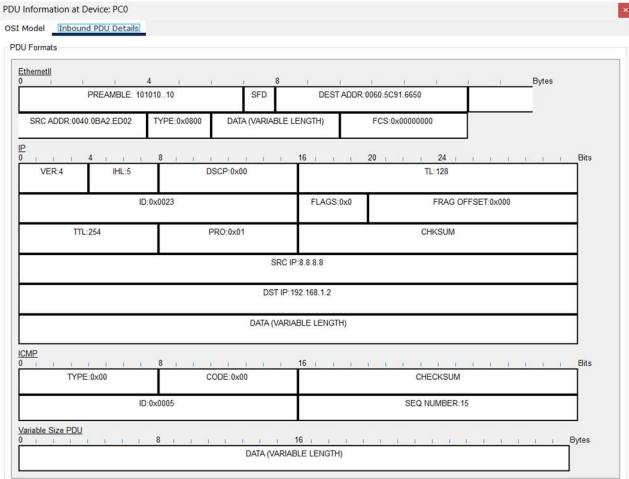 PDU Information at Device: PC0
x
OSI Model Inbound PDU Details
PDU Formats
EthernetII
0 4 8 Bytes
PREAMBLE: 101010..10 SFD DEST ADDR:0060.5C91.6650
SRC ADDR:0040.0BA2.ED02 TYPE:0x0800 DATA (VARIABLE LENGTH) FCS:0x00000000
IP
0 4 8 16 20 24 Bits
VER:4 IHL:5 DSCP:0x00 TL:128
ID:0x0023 FLAGS:0x0 FRAG OFFSET:0x000
TTL:254 PRO:0x01 CHKSUM
SRC IP:8.8.8.8
DST IP:192.168.1.2
DATA (VARIABLE LENGTH)
ICMP
0 8 16 Bits
TYPE:0x00 CODE:0x00 CHECKSUM
ID:0x0005 SEQ NUMBER:15
Variable Size PDU
0 8 16 Bytes
DATA (VARIABLE LENGTH)